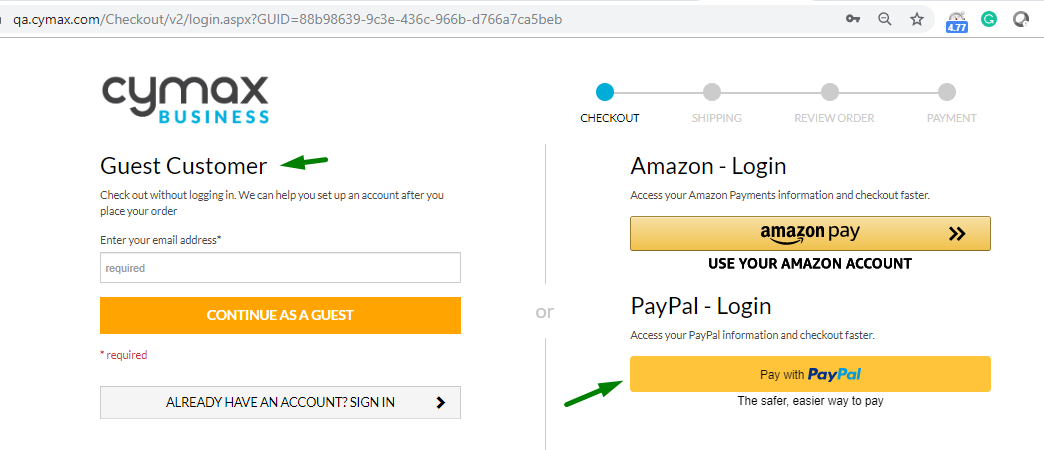 qa.cymax.com/Checkout/v2/login.aspx?GUID=88b98639-9c3e-436c-966b-d766a7ca5beb
4.77
cymax
BUSINESS
CHECKOUT
SHIPPING
REVIEW ORDER
PAYMENT
Guest Customer
Check out without logging in. We can help you set up an account after you
place your order
Enter your email address*
required
CONTINUE AS A GUEST
* required
ALREADY HAVE AN ACCOUNT? SIGN IN
or
Amazon - Login
Access your Amazon Payments information and checkout faster.
amazon pay
USE YOUR AMAZON ACCOUNT
PayPal - Login
Access your PayPal information and checkout faster.
Pay with PayPal
The safer, easier way to pay